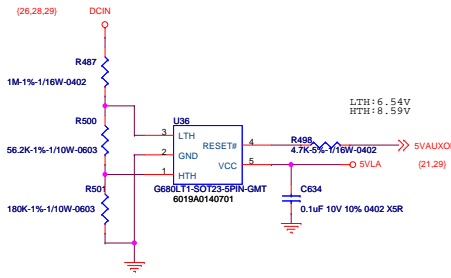 {26,28,29}
DCIN
R487
1M-1%-1/16W-0402
R500
56.2K-1%-1/10W-0603
R501
180K-1%-1/10W-0603
U36
3
LTH
2
GND
1
HTH
RESET#
4
VCC
5
G680LT1-SOT23-5PIN-GMT
6019A0140701
LTH:6.54V
HTH:8.59V
R498
4.7K-5%-1/16W-0402
5VAUXO
5VLA
{21,29}
C634
0.1uF 10V 10% 0402 X5R